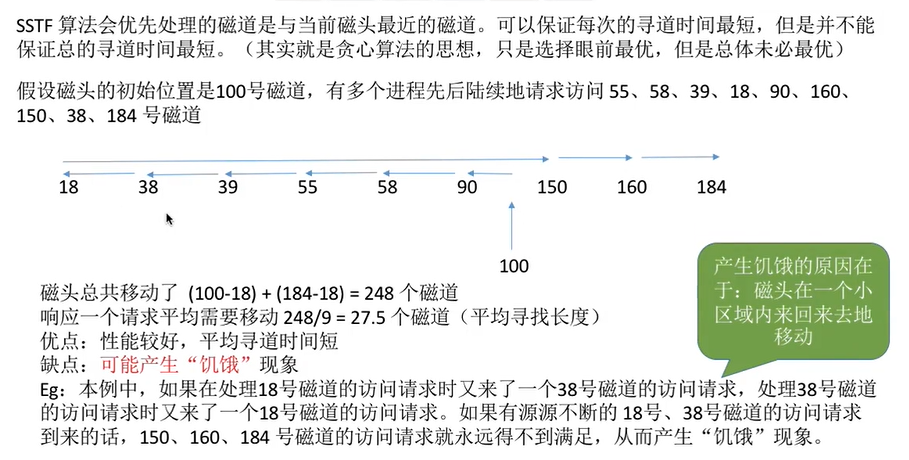 SSTF 算法会优先处理的磁道是与当前磁头最近的磁道。可以保证每次的寻道时间最短，但是并不能
保证总的寻道时间最短。（其实就是贪心算法的思想，只是选择眼前最优，但是总体未必最优）
假设磁头的初始位置是100号磁道，有多个进程先后陆续地请求访问 55、58、39、18、90、160、
150、38、184 号磁道
18 38 39 55 58 90 150 160 184
100
磁头总共移动了 (100-18) + (184-18) = 248 个磁道
响应一个请求平均需要移动 248/9 = 27.5 个磁道（平均寻找长度）
优点：性能较好，平均寻道时间短
缺点：可能产生“饥饿”现象
Eg：本例中，如果在处理18号磁道的访问请求时又来了一个38号磁道的访问请求，处理38号磁道
的访问请求时又来了一个18号磁道的访问请求。如果有源源不断的 18号、38号磁道的访问请求
到来的话，150、160、184 号磁道的访问请求就永远得不到满足，从而产生“饥饿”现象。
产生饥饿的原因在
于：磁头在一个小
区域内来回来去地
移动